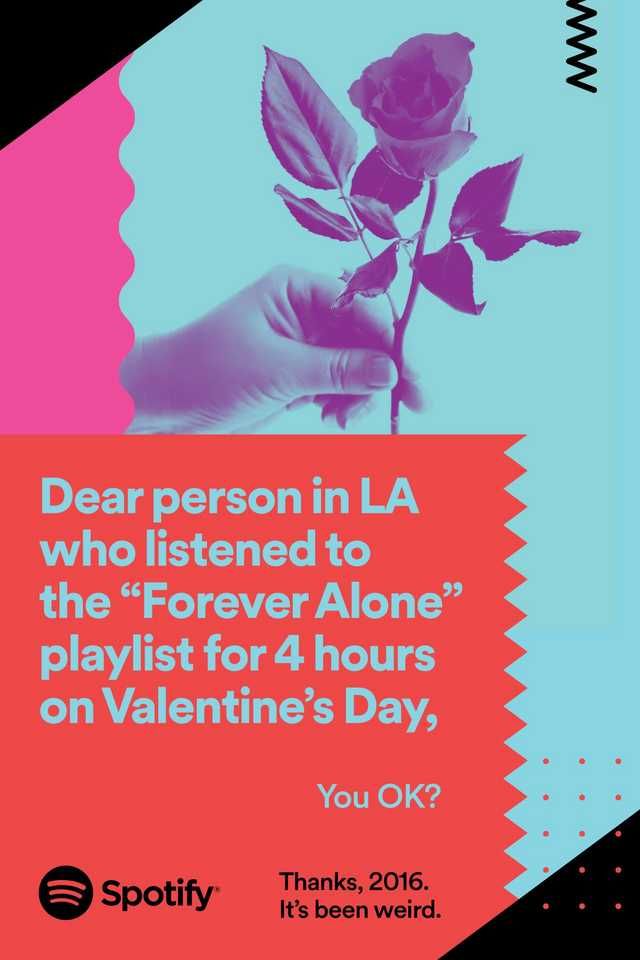 Dear person in LA
who listened to
the “Forever Alone”
playlist for 4 hours
on Valentine’s Day,
You OK?
Spotify®
Thanks, 2016.
It’s been weird.